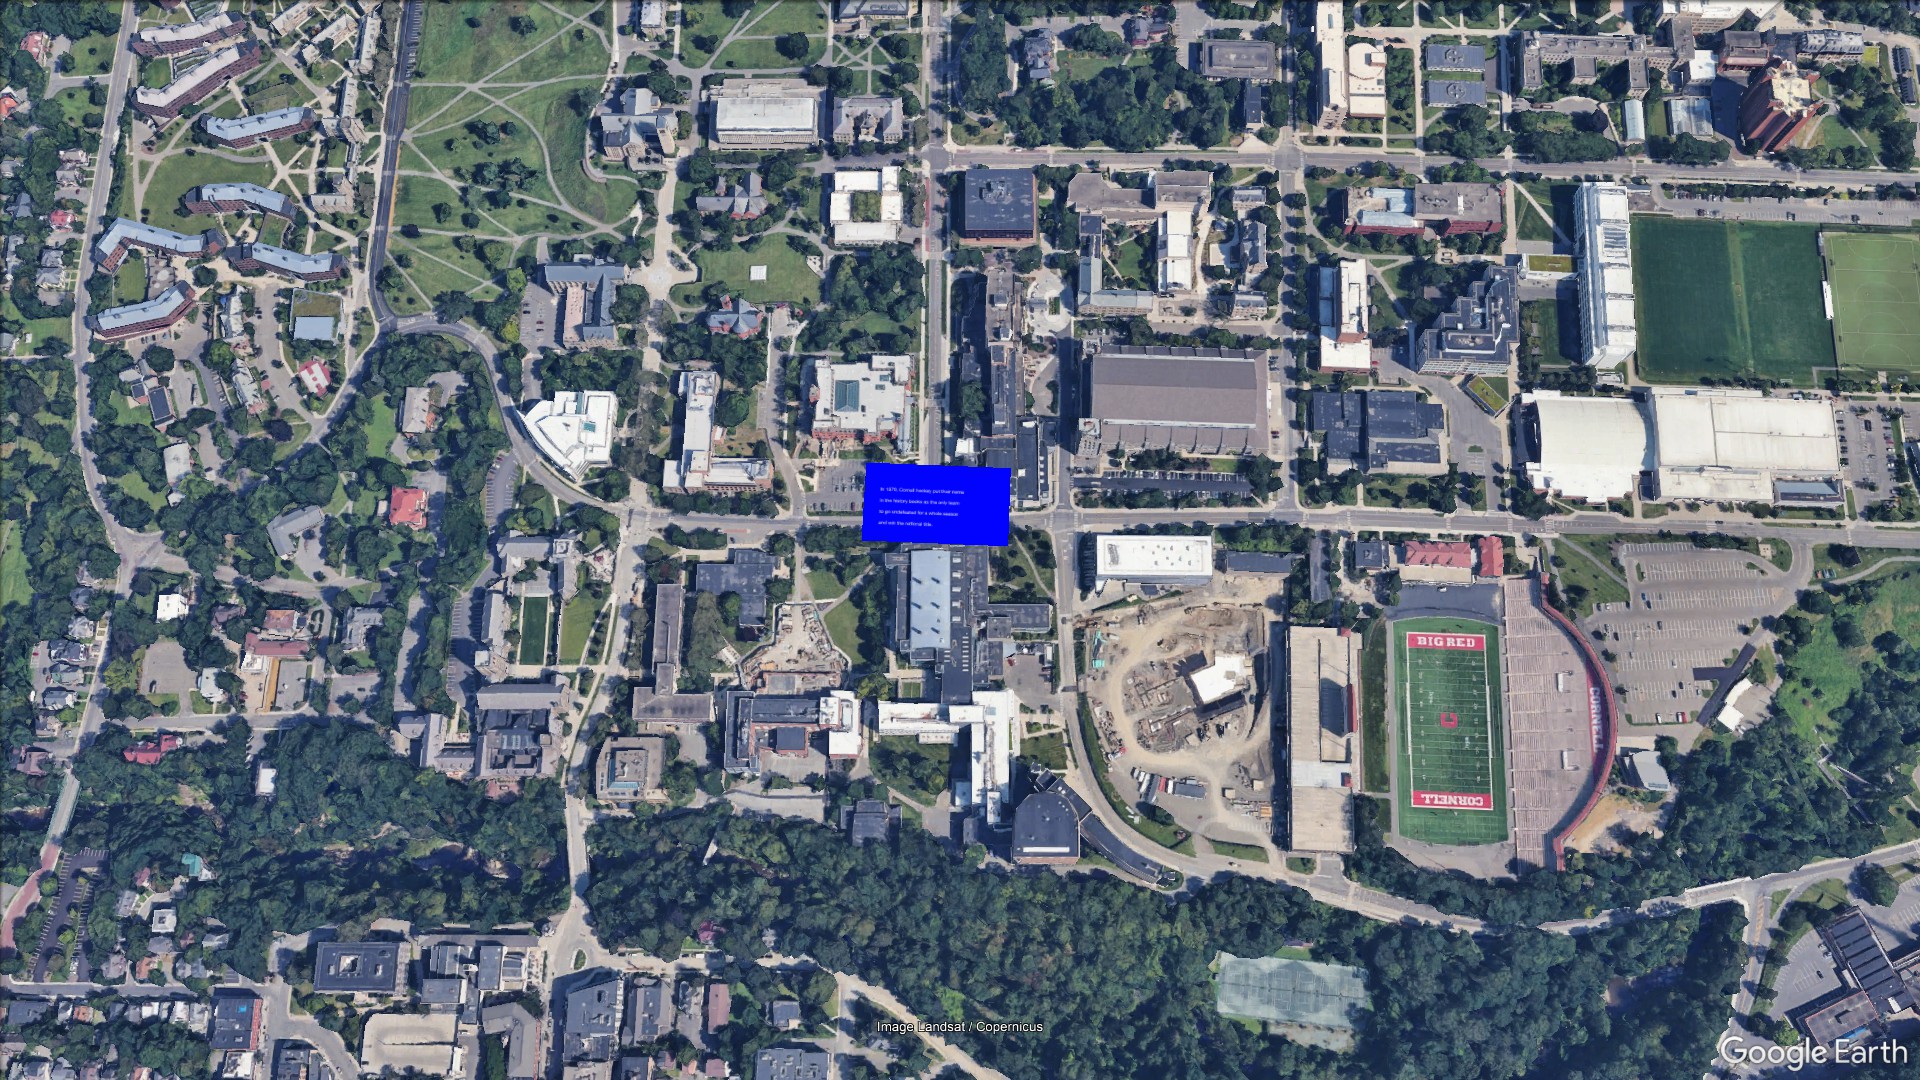 In 1970, Cornell hockey put their name
in the history books as the only team
to go undefeated for a whole season
and win the national title.
BIG RED
C
CORNELL
CORNELL
Image Landsat / Copernicus
Google Earth